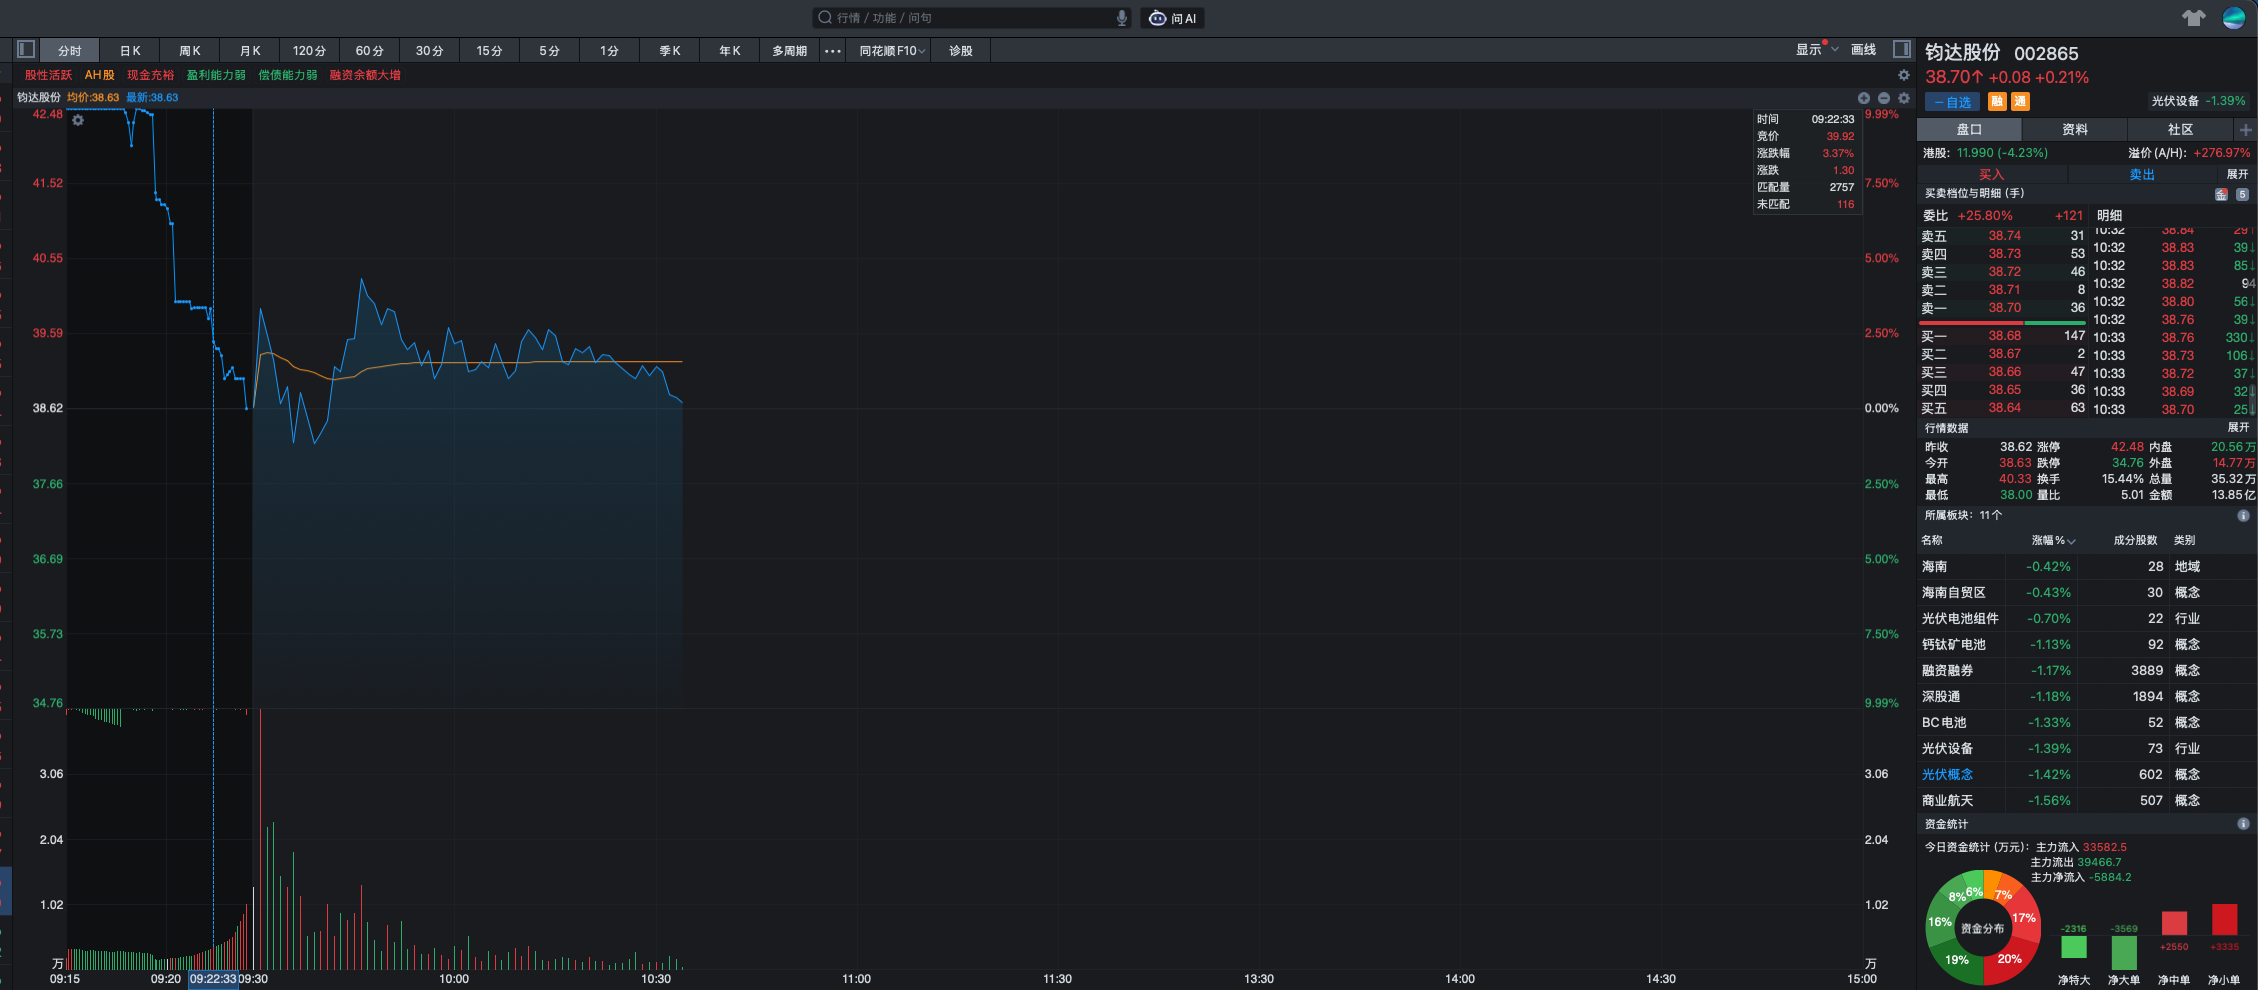 行情 / 功能 / 问句
问AI
分时 日K 周K 月K 120分 60分 30分 15分 5分 1分 季K 年K 多周期 ··· 同花顺F10 诊股
显示 画线
股性活跃 AH股 现金充裕 盈利能力弱 偿债能力弱 融资余额大增
钧达股份 均价:38.63 最新:38.63
42.48
41.52
40.55
39.59
38.62
37.66
36.69
35.73
34.76
3.06
2.04
1.02
万
9.99%
7.50%
5.00%
2.50%
0.00%
2.50%
5.00%
7.50%
9.99%
3.06
2.04
1.02
万
时间 09:22:33
竞价 39.92
涨跌幅 3.37%
涨跌 1.30
匹配量 2757
未匹配 116
09:15 09:20 09:22:33 09:30 10:00 10:30 11:00 11:30 13:30 14:00 14:30 15:00
钧达股份 002865
38.70↑ +0.08 +0.21%
－自选 融 通 光伏设备 -1.39%
盘口 资料 社区 +
港股: 11.990 (-4.23%) 溢价(A/H): +276.97%
买入 卖出 展开
买卖档位与明细 (手) 金 5
委比 +25.80% +121
卖五 38.74 31
卖四 38.73 53
卖三 38.72 46
卖二 38.71 8
卖一 38.70 36
买一 38.68 147
买二 38.67 2
买三 38.66 47
买四 38.65 36
买五 38.64 63
明细
10:32 38.84 29↑
10:32 38.83 39↓
10:32 38.83 85↓
10:32 38.82 94
10:32 38.80 56↓
10:32 38.76 39↓
10:33 38.76 330↓
10:33 38.73 106↓
10:33 38.72 37↓
10:33 38.69 32↓
10:33 38.70 25↓
行情数据 展开
昨收 38.62 涨停 42.48 内盘 20.56万
今开 38.63 跌停 34.76 外盘 14.77万
最高 40.33 换手 15.44% 总量 35.32万
最低 38.00 量比 5.01 金额 13.85亿
所属板块: 11个
名称 涨幅% 成分股数 类别
海南 -0.42% 28 地域
海南自贸区 -0.43% 30 概念
光伏电池组件 -0.70% 22 行业
钙钛矿电池 -1.13% 92 概念
融资融券 -1.17% 3889 概念
深股通 -1.18% 1894 概念
BC电池 -1.33% 52 概念
光伏设备 -1.39% 73 行业
光伏概念 -1.42% 602 概念
商业航天 -1.56% 507 概念
资金统计
今日资金统计 (万元): 主力流入 33582.5
主力流出 39466.7
主力净流入 -5884.2
资金分布
6%
7%
17%
20%
19%
16%
8%
-2316 -3569 +2550 +3335
净特大 净大单 净中单 净小单